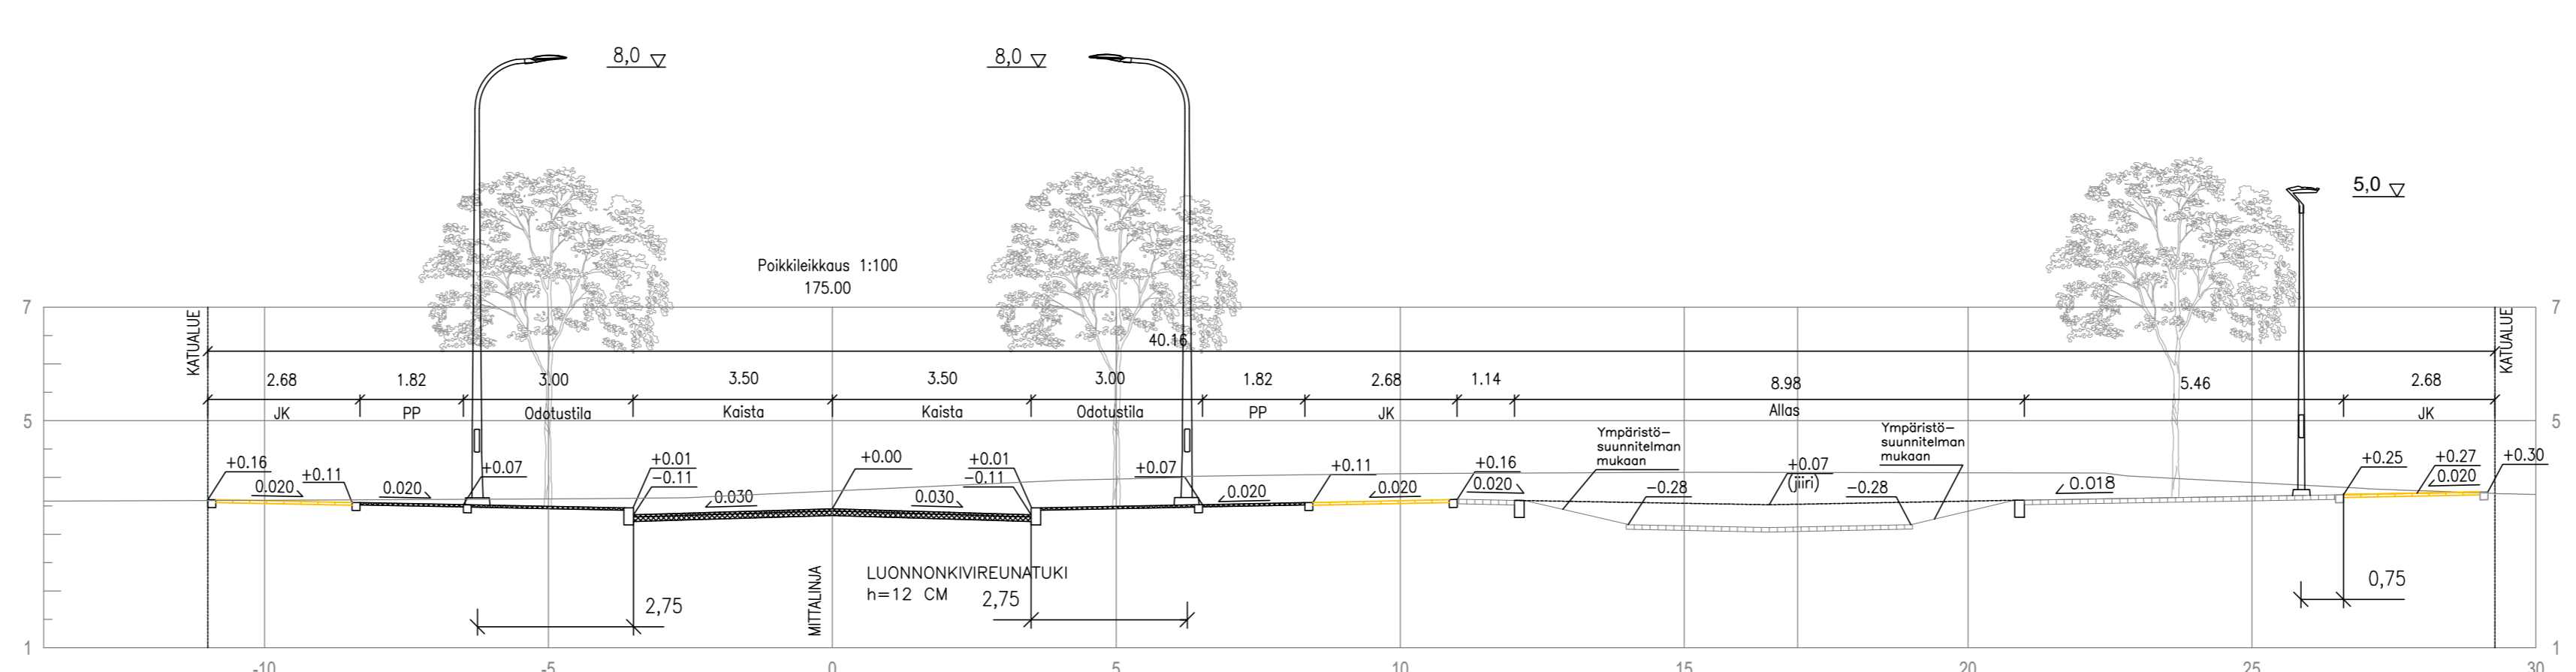 8,0
8,0
5,0
Poikkileikkaus 1:100
175.00
7
7
KATUALUE
KATUALUE
40.16
2.68
1.82
3.00
3.50
3.50
3.00
1.82
2.68
1.14
8.98
5.46
2.68
JK
PP
Odotustila
Kaista
Kaista
Odotustila
PP
JK
Allas
JK
5
5
Ympäristö-
suunnitelman
mukaan
Ympäristö-
suunnitelman
mukaan
+0.16
0.020
+0.11
0.020
+0.07
+0.01
-0.11
0.030
+0.00
0.030
+0.01
-0.11
+0.07
0.020
+0.11
0.020
+0.16
0.020
-0.28
+0.07
(jiiri)
-0.28
0.018
+0.25
+0.27
0.020
+0.30
MITTALINJA
LUONNONKIVIREUNATUKI
h=12 CM
2,75
2,75
0,75
1
1
-10
-5
0
5
10
15
20
25
30